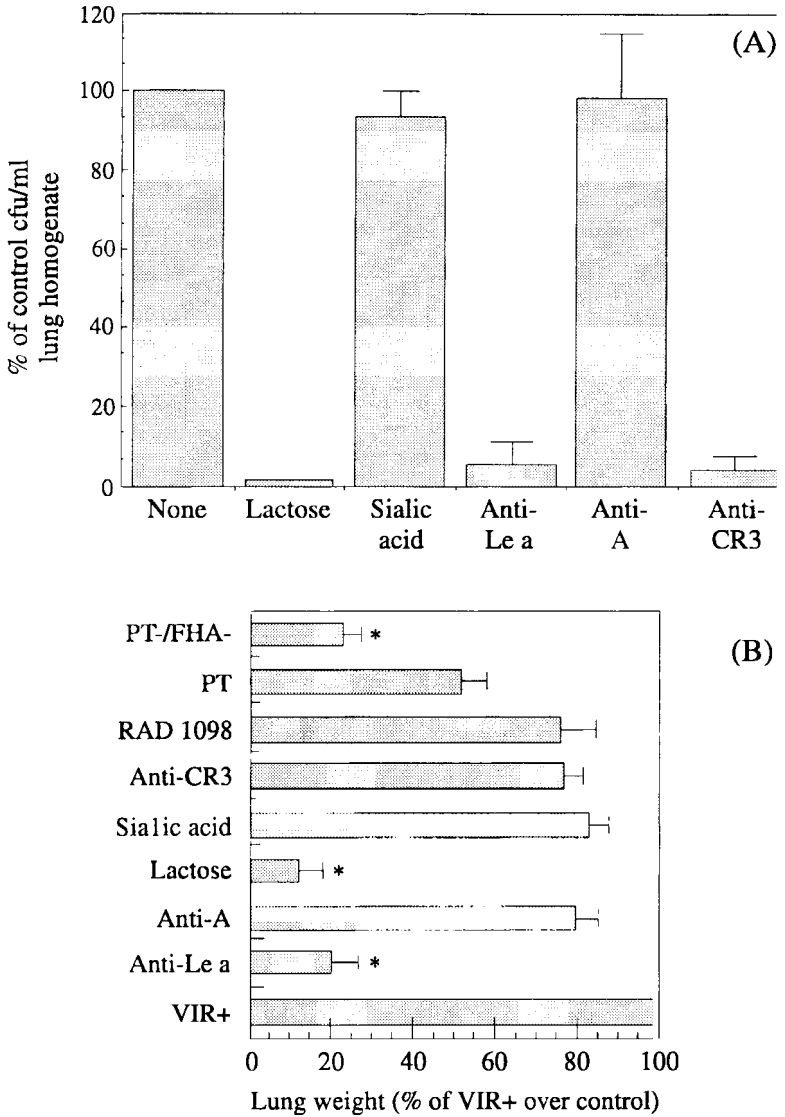 (A)
120
100
80
60
40
20
0
% of control cfu/ml
lung homogenate
None Lactose Sialic Anti- Anti- Anti-
acid Le a A CR3
(B)
PT-/FHA- *
PT
RAD 1098
Anti-CR3
Sialic acid
Lactose *
Anti-A
Anti-Le a *
VIR+
0 20 40 60 80 100
Lung weight (% of VIR+ over control)